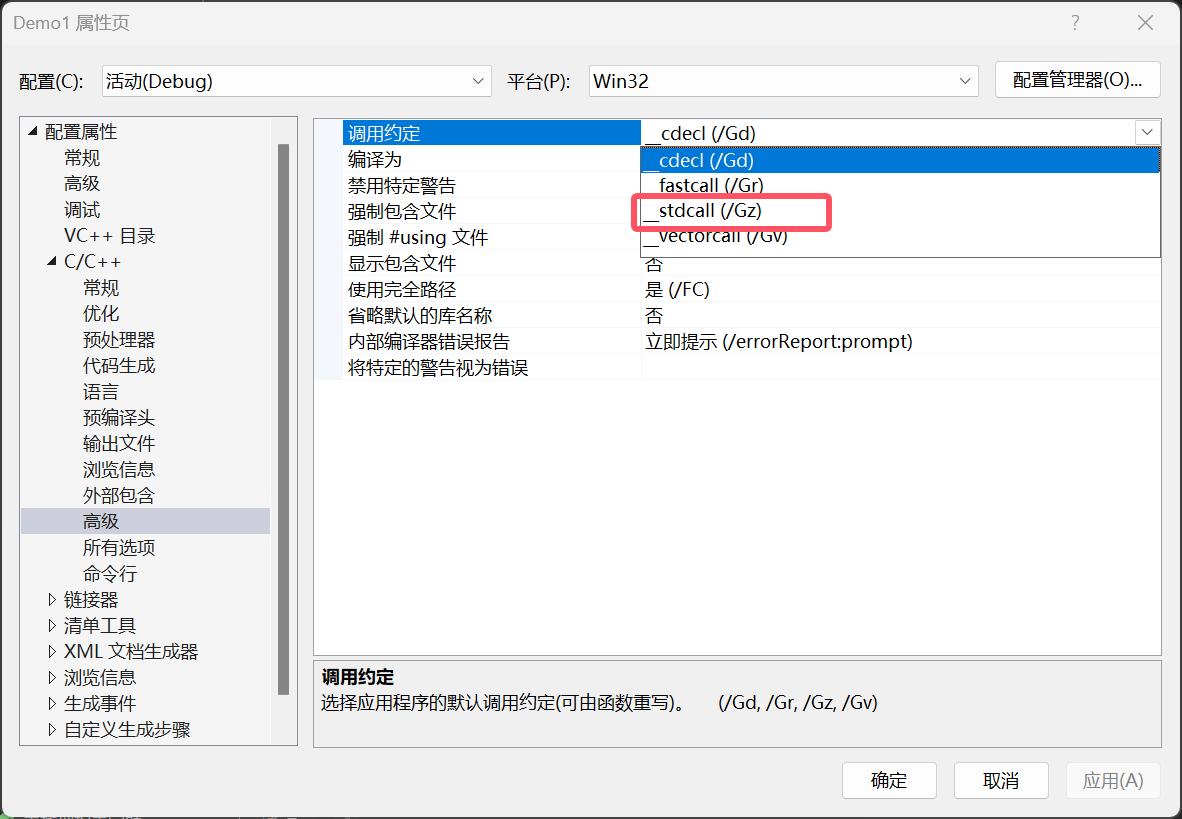 Demo1 属性页
配置(C): 活动(Debug) 平台(P): Win32 配置管理器(O)...
配置属性
常规
高级
调试
VC++ 目录
C/C++
常规
优化
预处理器
代码生成
语言
预编译头
输出文件
浏览信息
外部包含
高级
所有选项
命令行
链接器
清单工具
XML 文档生成器
浏览信息
生成事件
自定义生成步骤
调用约定 __cdecl (/Gd)
编译为 __cdecl (/Gd)
禁用特定警告 __fastcall (/Gr)
强制包含文件 __stdcall (/Gz)
强制 #using 文件 __vectorcall (/Gv)
显示包含文件 否
使用完全路径 是 (/FC)
省略默认的库名称 否
内部编译器错误报告 立即提示 (/errorReport:prompt)
将特定的警告视为错误
调用约定
选择应用程序的默认调用约定(可由函数重写)。 (/Gd, /Gr, /Gz, /Gv)
确定 取消 应用(A)